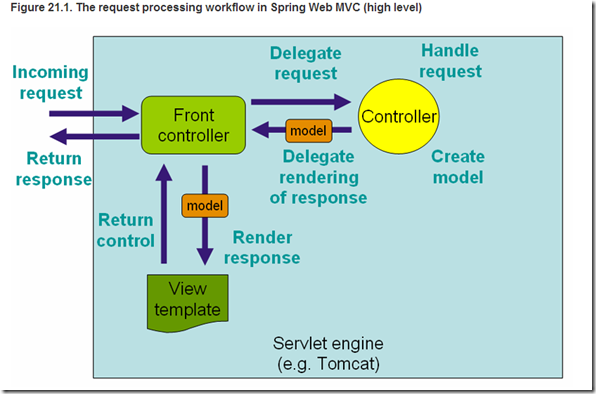 Figure 21.1. The request processing workflow in Spring Web MVC (high level)
Incoming
request
Return
response
Front
controller
Delegate
request
Handle
request
Controller
model
Delegate
rendering
of response
Create
model
model
Return
control
Render
response
View
template
Servlet engine
(e.g. Tomcat)